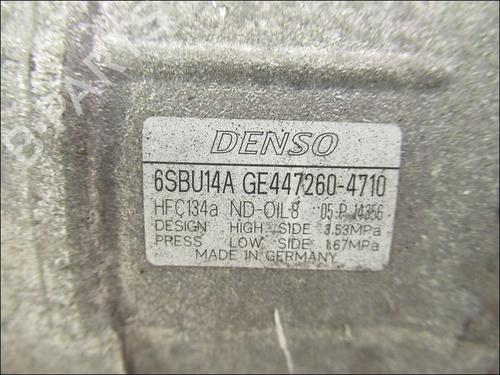 B-PARTS
DENSO
6SBU14A GE447260-4710
HFC134a ND-OIL8 05.P J4356
DESIGN HIGH SIDE 3.53MPa
PRESS LOW SIDE 1.67MPa
MADE IN GERMANY